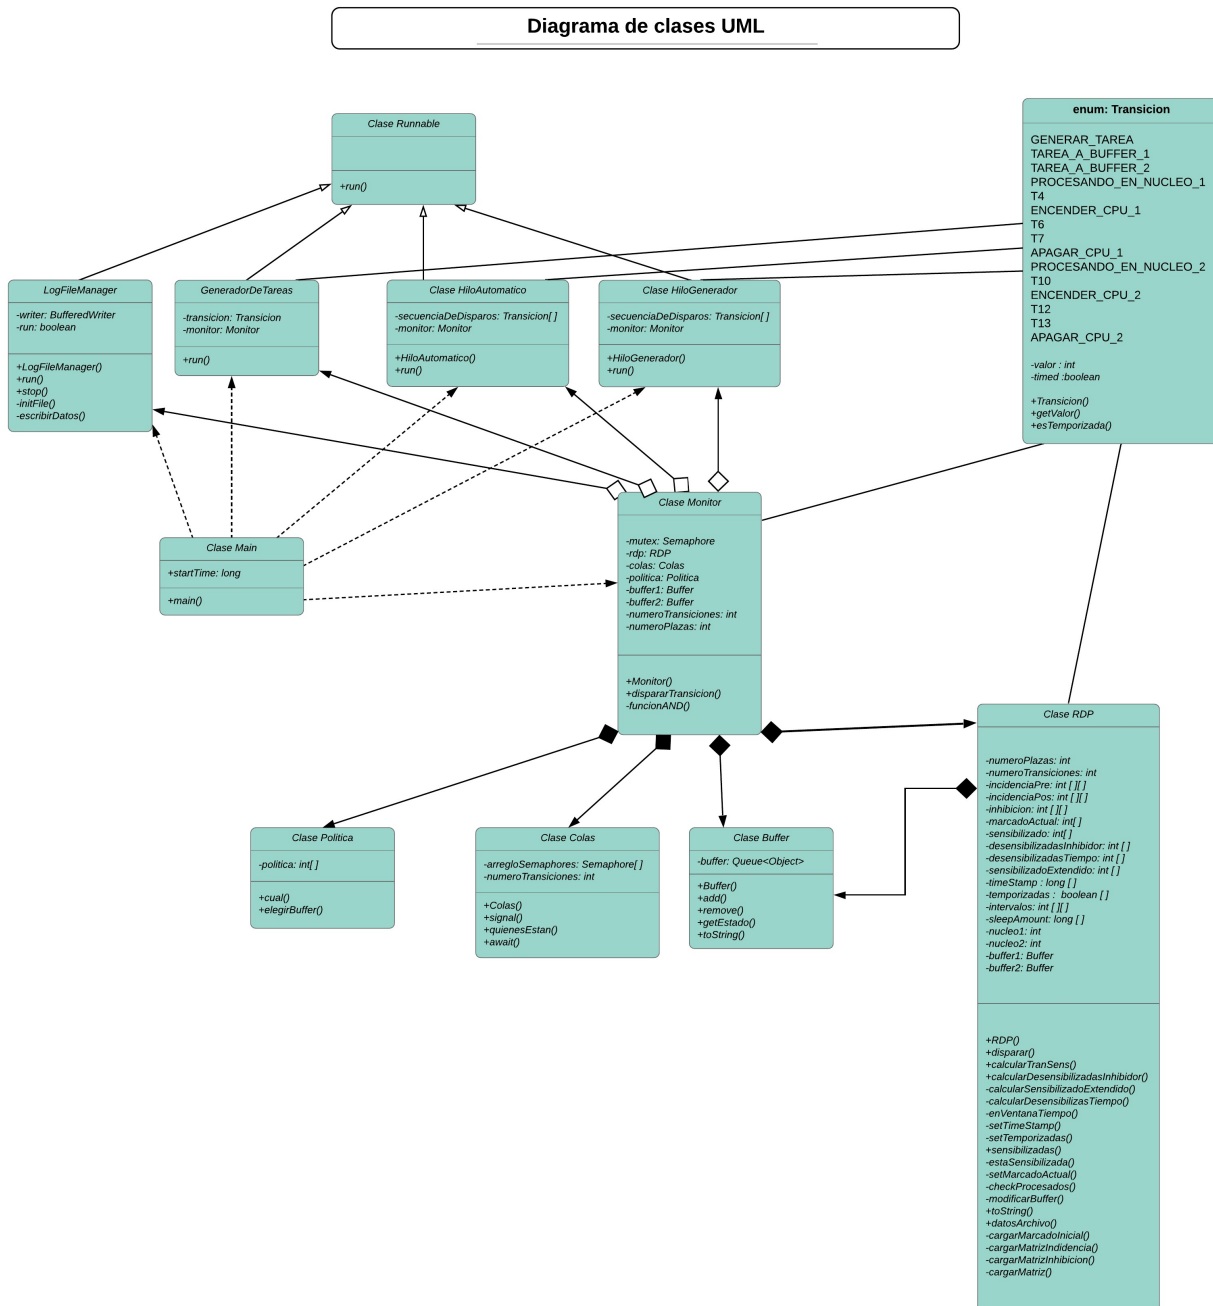 Diagrama de clases UML
Clase Runnable
+run()
enum: Transicion
GENERAR_TAREA
TAREA_A_BUFFER_1
TAREA_A_BUFFER_2
PROCESANDO_EN_NUCLEO_1
T4
ENCENDER_CPU_1
T6
T7
APAGAR_CPU_1
PROCESANDO_EN_NUCLEO_2
T10
ENCENDER_CPU_2
T12
T13
APAGAR_CPU_2
-valor : int
-timed :boolean
+Transicion()
+getValor()
+esTemporizada()
LogFileManager
-writer: BufferedWriter
-run: boolean
+LogFileManager()
+run()
+stop()
-initFile()
-escribirDatos()
GeneradorDeTareas
-transicion: Transicion
-monitor: Monitor
+run()
Clase HiloAutomatico
-secuenciaDeDisparos: Transicion[ ]
-monitor: Monitor
+HiloAutomatico()
+run()
Clase HiloGenerador
-secuenciaDeDisparos: Transicion[ ]
-monitor: Monitor
+HiloGenerador()
+run()
Clase Main
+startTime: long
+main()
Clase Monitor
-mutex: Semaphore
-rdp: RDP
-colas: Colas
-politica: Politica
-buffer1: Buffer
-buffer2: Buffer
-numeroTransiciones: int
-numeroPlazas: int
+Monitor()
+dispararTransicion()
-funcionAND()
Clase Politica
-politica: int[ ]
+cual()
+elegirBuffer()
Clase Colas
-arregloSemaphores: Semaphore[ ]
-numeroTransiciones: int
+Colas()
+signal()
+quienesEstan()
+await()
Clase Buffer
-buffer: Queue<Object>
+Buffer()
+add()
+remove()
+getEstado()
+toString()
Clase RDP
-numeroPlazas: int
-numeroTransiciones: int
-incidenciaPre: int [ ][ ]
-incidenciaPos: int [ ][ ]
-inhibicion: int [ ][ ]
-marcadoActual: int[ ]
-sensibilizado: int[ ]
-desensibilizadasInhibidor: int [ ]
-desensibilizadasTiempo: int [ ]
-sensibilizadoExtendido: int [ ]
-timeStamp : long [ ]
-temporizadas :  boolean [ ]
-intervalos: int [ ][ ]
-sleepAmount: long [ ]
-nucleo1: int
-nucleo2: int
-buffer1: Buffer
-buffer2: Buffer
+RDP()
+disparar()
+calcularTranSens()
+calcularDesensibilizadasInhibidor()
-calcularSensibilizadoExtendido()
-calcularDesensibilizasTiempo()
-enVentanaTiempo()
-setTimeStamp()
-setTemporizadas()
+sensibilizadas()
-estaSensibilizada()
-setMarcadoActual()
-checkProcesados()
-modificarBuffer()
+toString()
+datosArchivo()
-cargarMarcadoInicial()
-cargarMatrizIndidencia()
-cargarMatrizInhibicion()
-cargarMatriz()